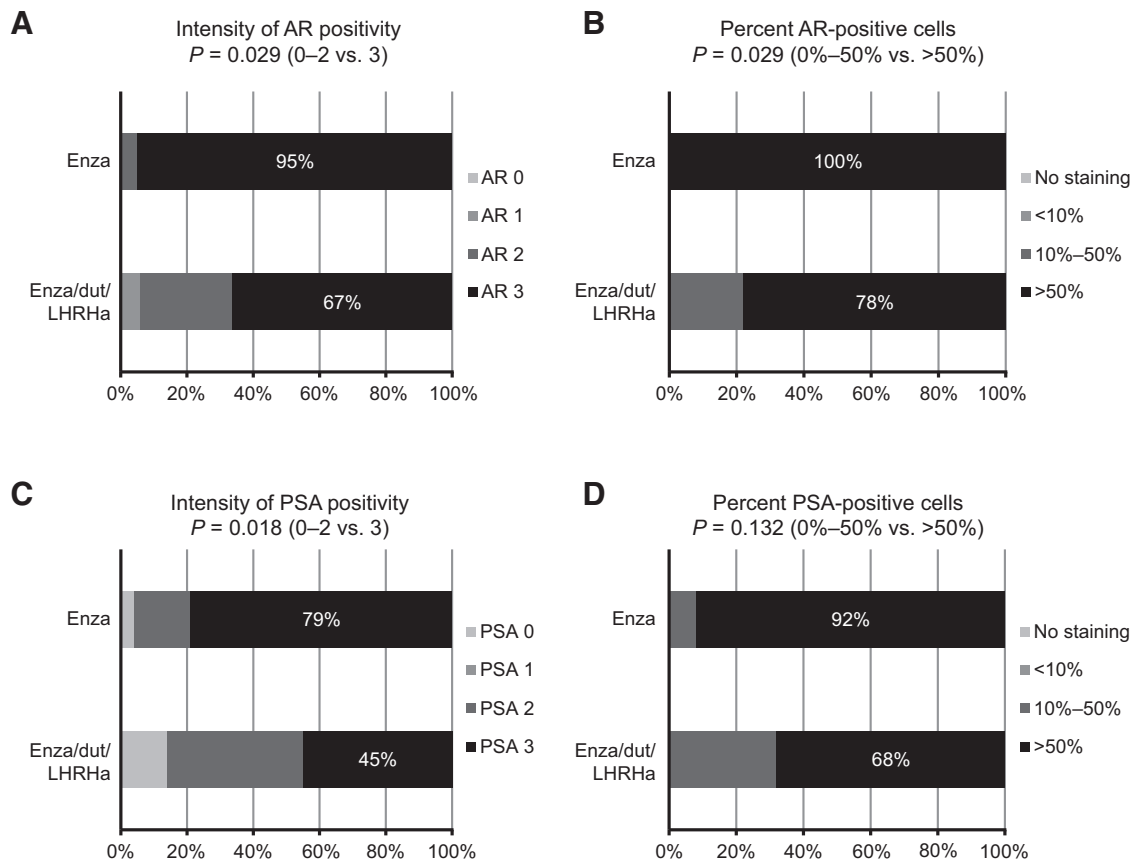 A
Intensity of AR positivity
P = 0.029 (0–2 vs. 3)
Enza
95%
Enza/dut/
LHRHa
67%
0% 20% 40% 60% 80% 100%
AR 0
AR 1
AR 2
AR 3
B
Percent AR-positive cells
P = 0.029 (0%–50% vs. >50%)
Enza
100%
Enza/dut/
LHRHa
78%
0% 20% 40% 60% 80% 100%
No staining
<10%
10%–50%
>50%
C
Intensity of PSA positivity
P = 0.018 (0–2 vs. 3)
Enza
79%
Enza/dut/
LHRHa
45%
0% 20% 40% 60% 80% 100%
PSA 0
PSA 1
PSA 2
PSA 3
D
Percent PSA-positive cells
P = 0.132 (0%–50% vs. >50%)
Enza
92%
Enza/dut/
LHRHa
68%
0% 20% 40% 60% 80% 100%
No staining
<10%
10%–50%
>50%